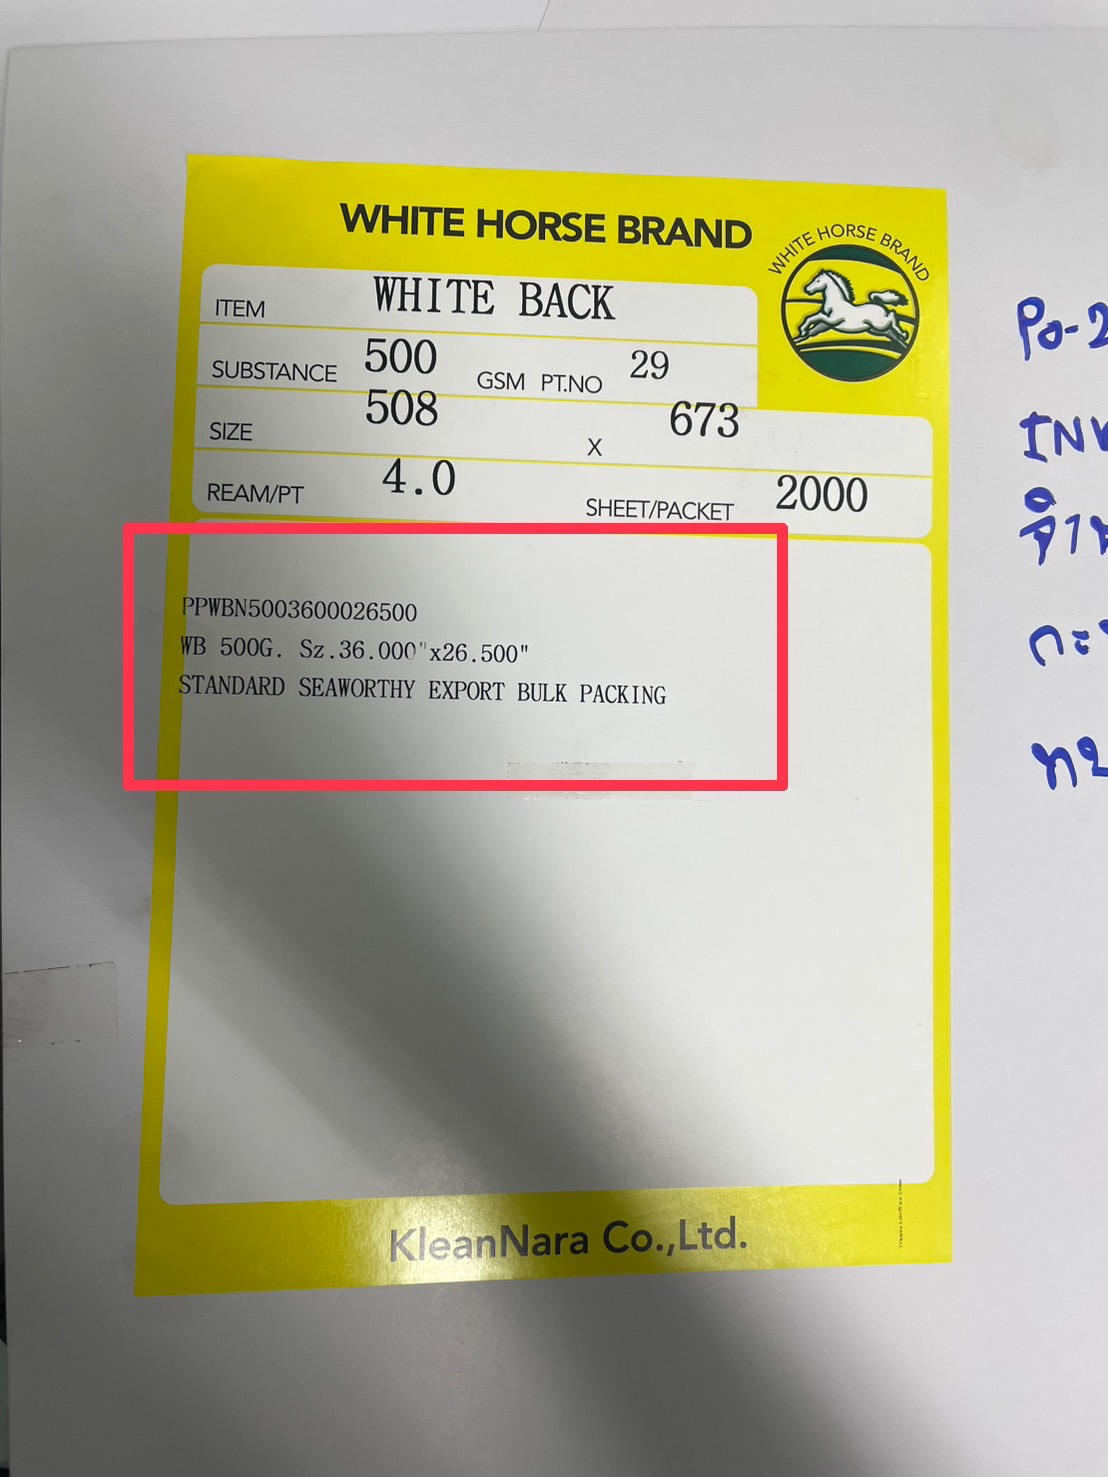 WHITE HORSE BRAND
WHITE HORSE BRAND
ITEM WHITE BACK
SUBSTANCE 500 GSM PT.NO 29
SIZE 508 X 673
REAM/PT 4.0 SHEET/PACKET 2000
PPWBN5003600026500
WB 500G. Sz.36.000"x26.500"
STANDARD SEAWORTHY EXPORT BULK PACKING
KleanNara Co.,Ltd.
Po-2